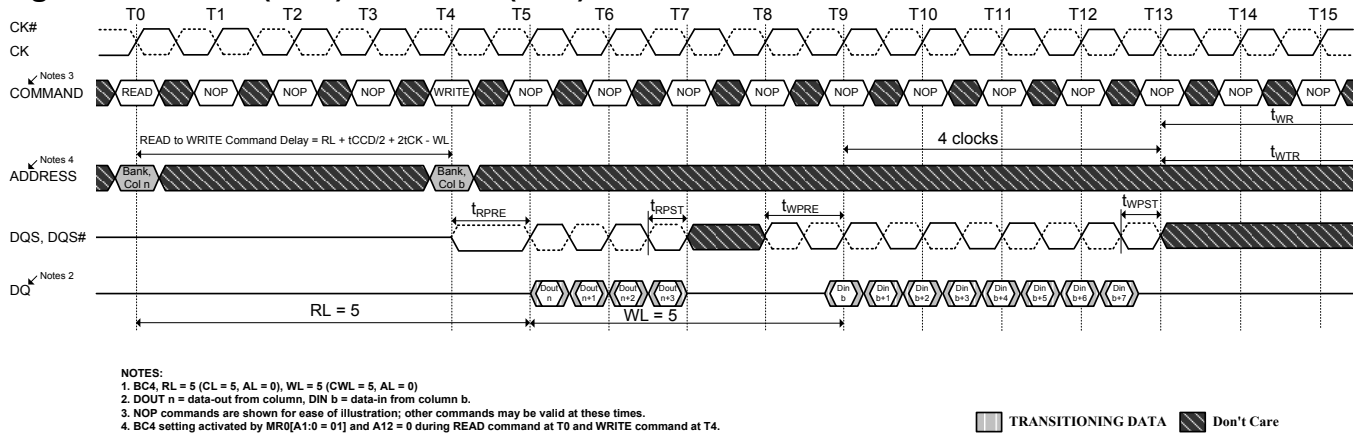 T0 T1 T2 T3 T4 T5 T6 T7 T8 T9 T10 T11 T12 T13 T14 T15
CK#
CK
Notes 3
COMMAND READ NOP NOP NOP WRITE NOP NOP NOP NOP NOP NOP NOP NOP NOP NOP NOP
tWR
READ to WRITE Command Delay = RL + tCCD/2 + 2tCK - WL
4 clocks
Notes 4
tWTR
ADDRESS Bank, Col n Bank, Col b
tRPRE tRPST tWPRE tWPST
DQS, DQS#
Notes 2
DQ Dout n Dout n+1 Dout n+2 Dout n+3 Din b Din b+1 Din b+2 Din b+3 Din b+4 Din b+5 Din b+6 Din b+7
RL = 5 WL = 5
NOTES:
1. BC4, RL = 5 (CL = 5, AL = 0), WL = 5 (CWL = 5, AL = 0)
2. DOUT n = data-out from column, DIN b = data-in from column b.
3. NOP commands are shown for ease of illustration; other commands may be valid at these times.
4. BC4 setting activated by MR0[A1:0 = 01] and A12 = 0 during READ command at T0 and WRITE command at T4.
TRANSITIONING DATA Don't Care